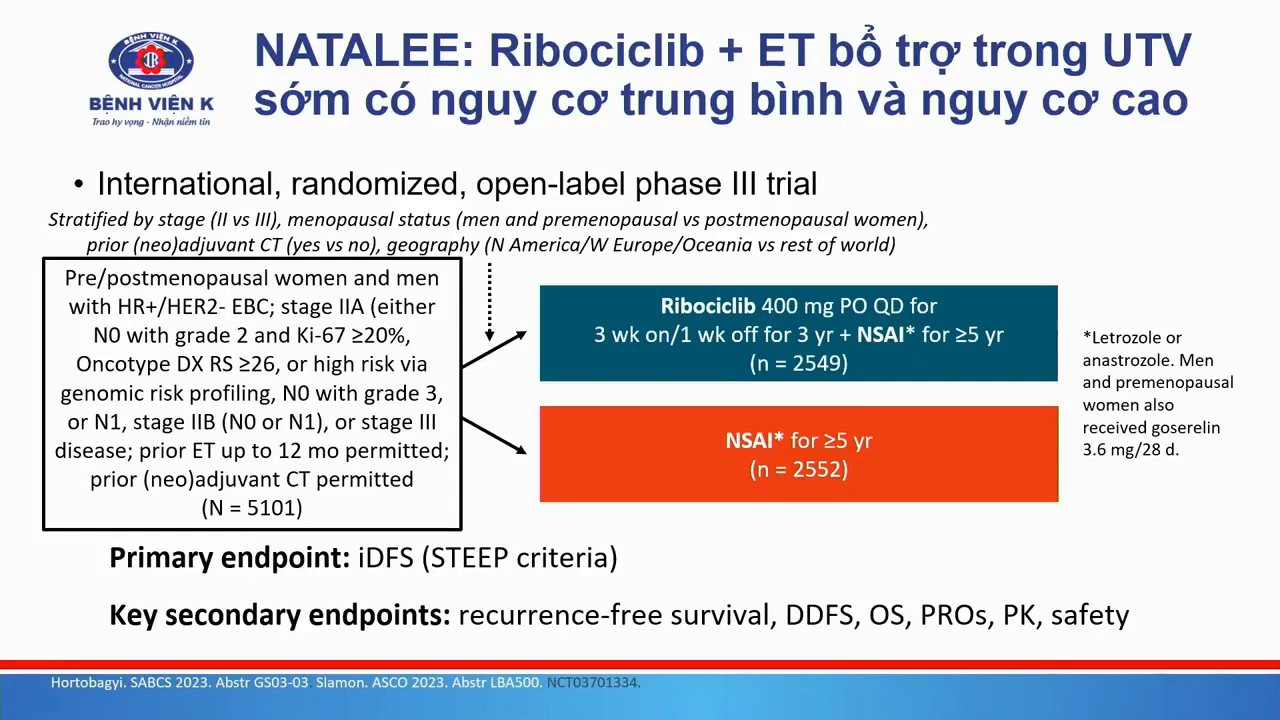 NATIONAL CANCER HOSPITAL
BỆNH VIỆN K
Trao hy vọng - Nhận niềm tin
NATALEE: Ribociclib + ET bổ trợ trong UTV
sớm có nguy cơ trung bình và nguy cơ cao
• International, randomized, open-label phase III trial
Stratified by stage (II vs III), menopausal status (men and premenopausal vs postmenopausal women),
prior (neo)adjuvant CT (yes vs no), geography (N America/W Europe/Oceania vs rest of world)
Pre/postmenopausal women and men
with HR+/HER2- EBC; stage IIA (either
N0 with grade 2 and Ki-67 ≥20%,
Oncotype DX RS ≥26, or high risk via
genomic risk profiling, N0 with grade 3,
or N1, stage IIB (N0 or N1), or stage III
disease; prior ET up to 12 mo permitted;
prior (neo)adjuvant CT permitted
(N = 5101)
Ribociclib 400 mg PO QD for
3 wk on/1 wk off for 3 yr + NSAI* for ≥5 yr
(n = 2549)
NSAI* for ≥5 yr
(n = 2552)
*Letrozole or
anastrozole. Men
and premenopausal
women also
received goserelin
3.6 mg/28 d.
Primary endpoint: iDFS (STEEP criteria)
Key secondary endpoints: recurrence-free survival, DDFS, OS, PROs, PK, safety
Hortobagyi. SABCS 2023. Abstr GS03-03. Slamon. ASCO 2023. Abstr LBA500. NCT03701334.